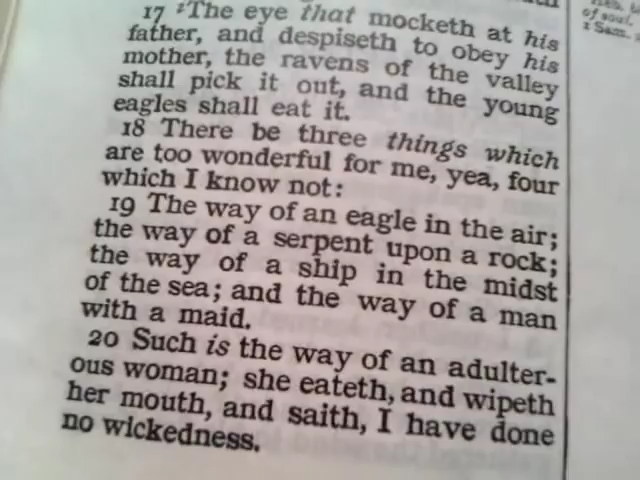 17 ¹The eye that mocketh at his
father, and despiseth to obey his
mother, the ravens of the valley
shall pick it out, and the young
eagles shall eat it.
18 There be three things which
are too wonderful for me, yea, four
which I know not:
19 The way of an eagle in the air;
the way of a serpent upon a rock;
the way of a ship in the midst
of the sea; and the way of a man
with a maid.
20 Such is the way of an adulter-
ous woman; she eateth, and wipeth
her mouth, and saith, I have done
no wickedness.
of soul.
1 Sam.